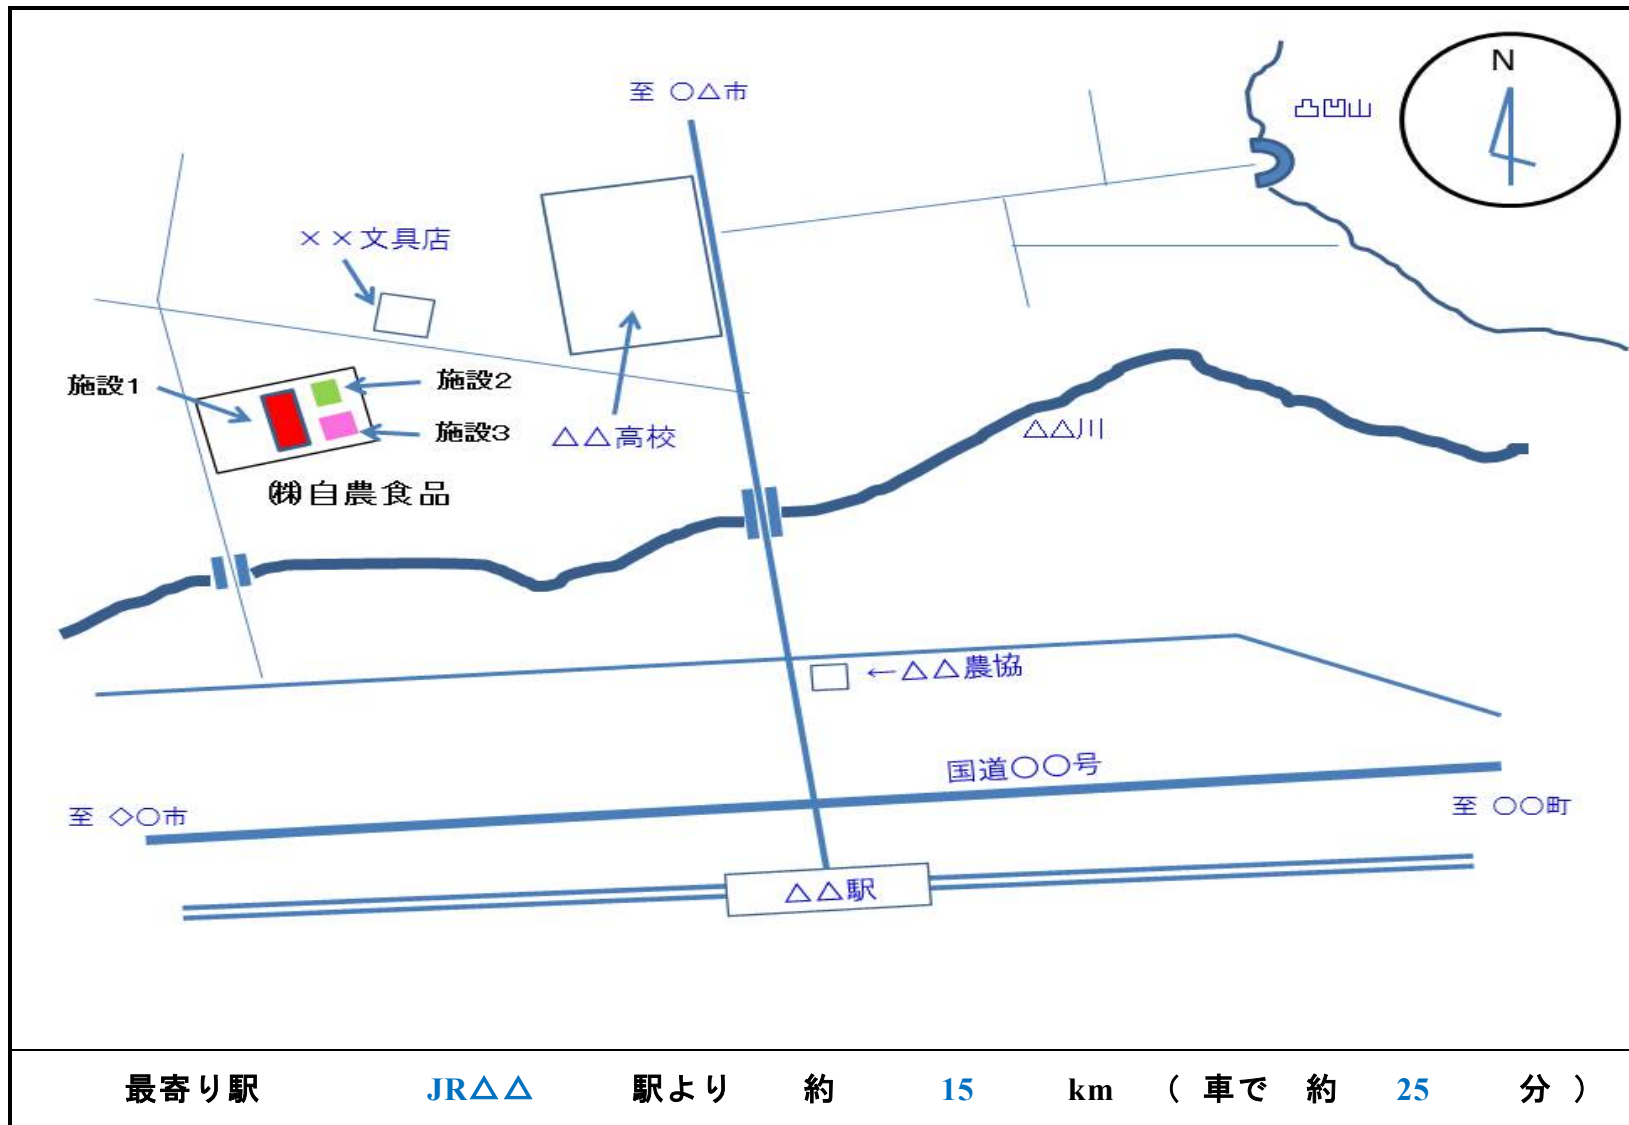 N
至 ○△市
凸凹山
××文具店
施設1
施設2
施設3
△△高校
△△川
㈱自農食品
←△△農協
国道○○号
至 ◇○市
至 ○○町
△△駅
最寄り駅 JR△△ 駅より 約 15 km （ 車で 約 25 分 ）